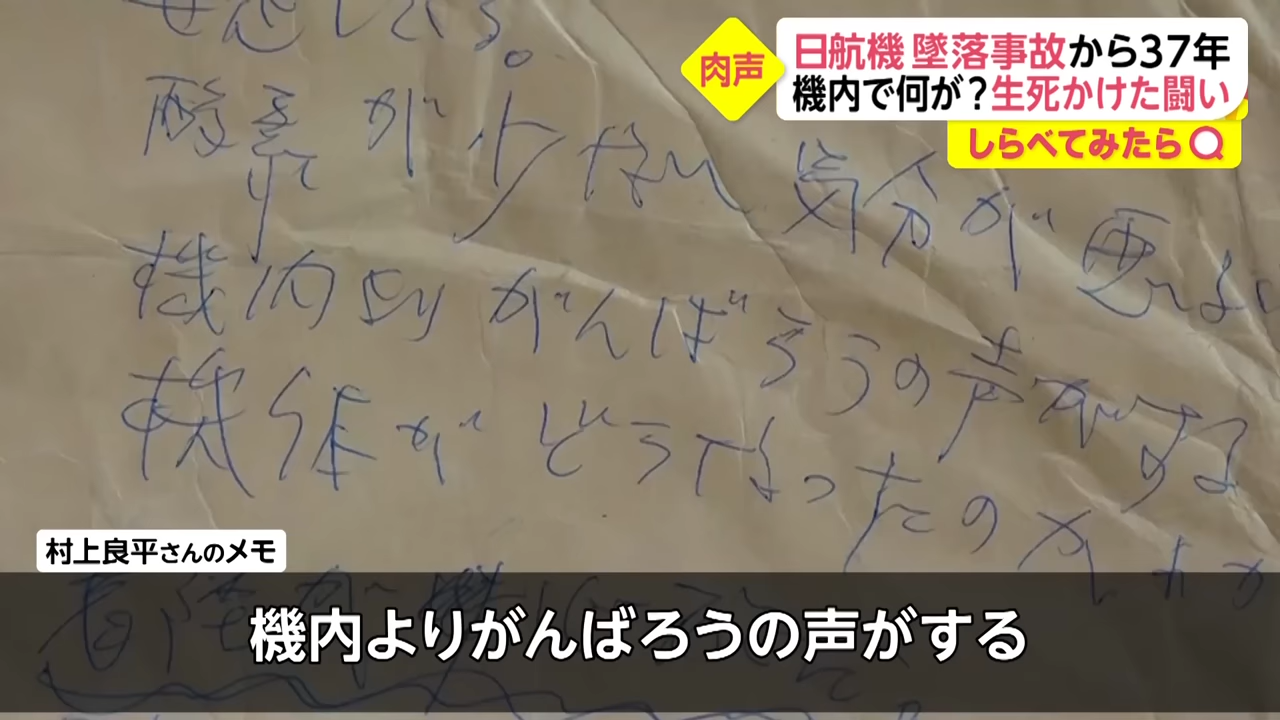 肉声
日航機 墜落事故から37年
機内で何が？生死かけた闘い
しらべてみたら
酸素が少ない 気分が悪るい
機内よりがんばろうの声がする
機体がどうなったのか
村上良平さんのメモ
機内よりがんばろうの声がする